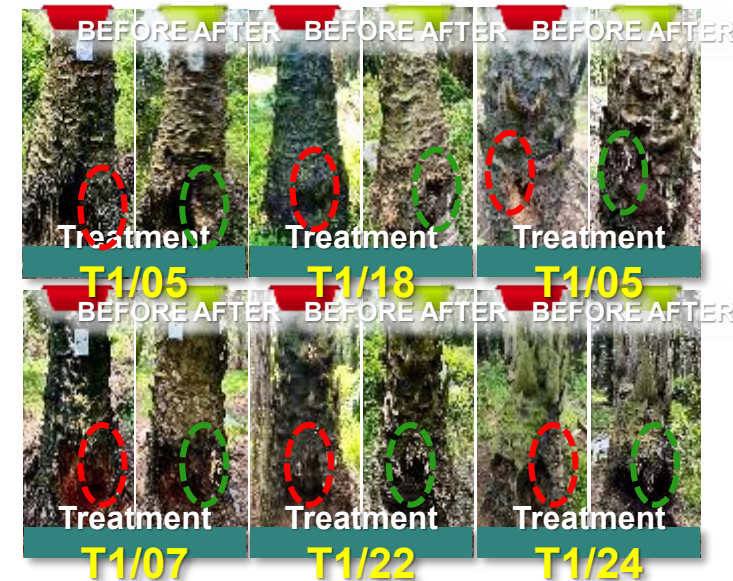 BEFORE AFTER BEFORE AFTER BEFORE AFTER
Treatment Treatment Treatment
T1/05 T1/18 T1/05
BEFORE AFTER BEFORE AFTER BEFORE AFTER
Treatment Treatment Treatment
T1/07 T1/22 T1/24